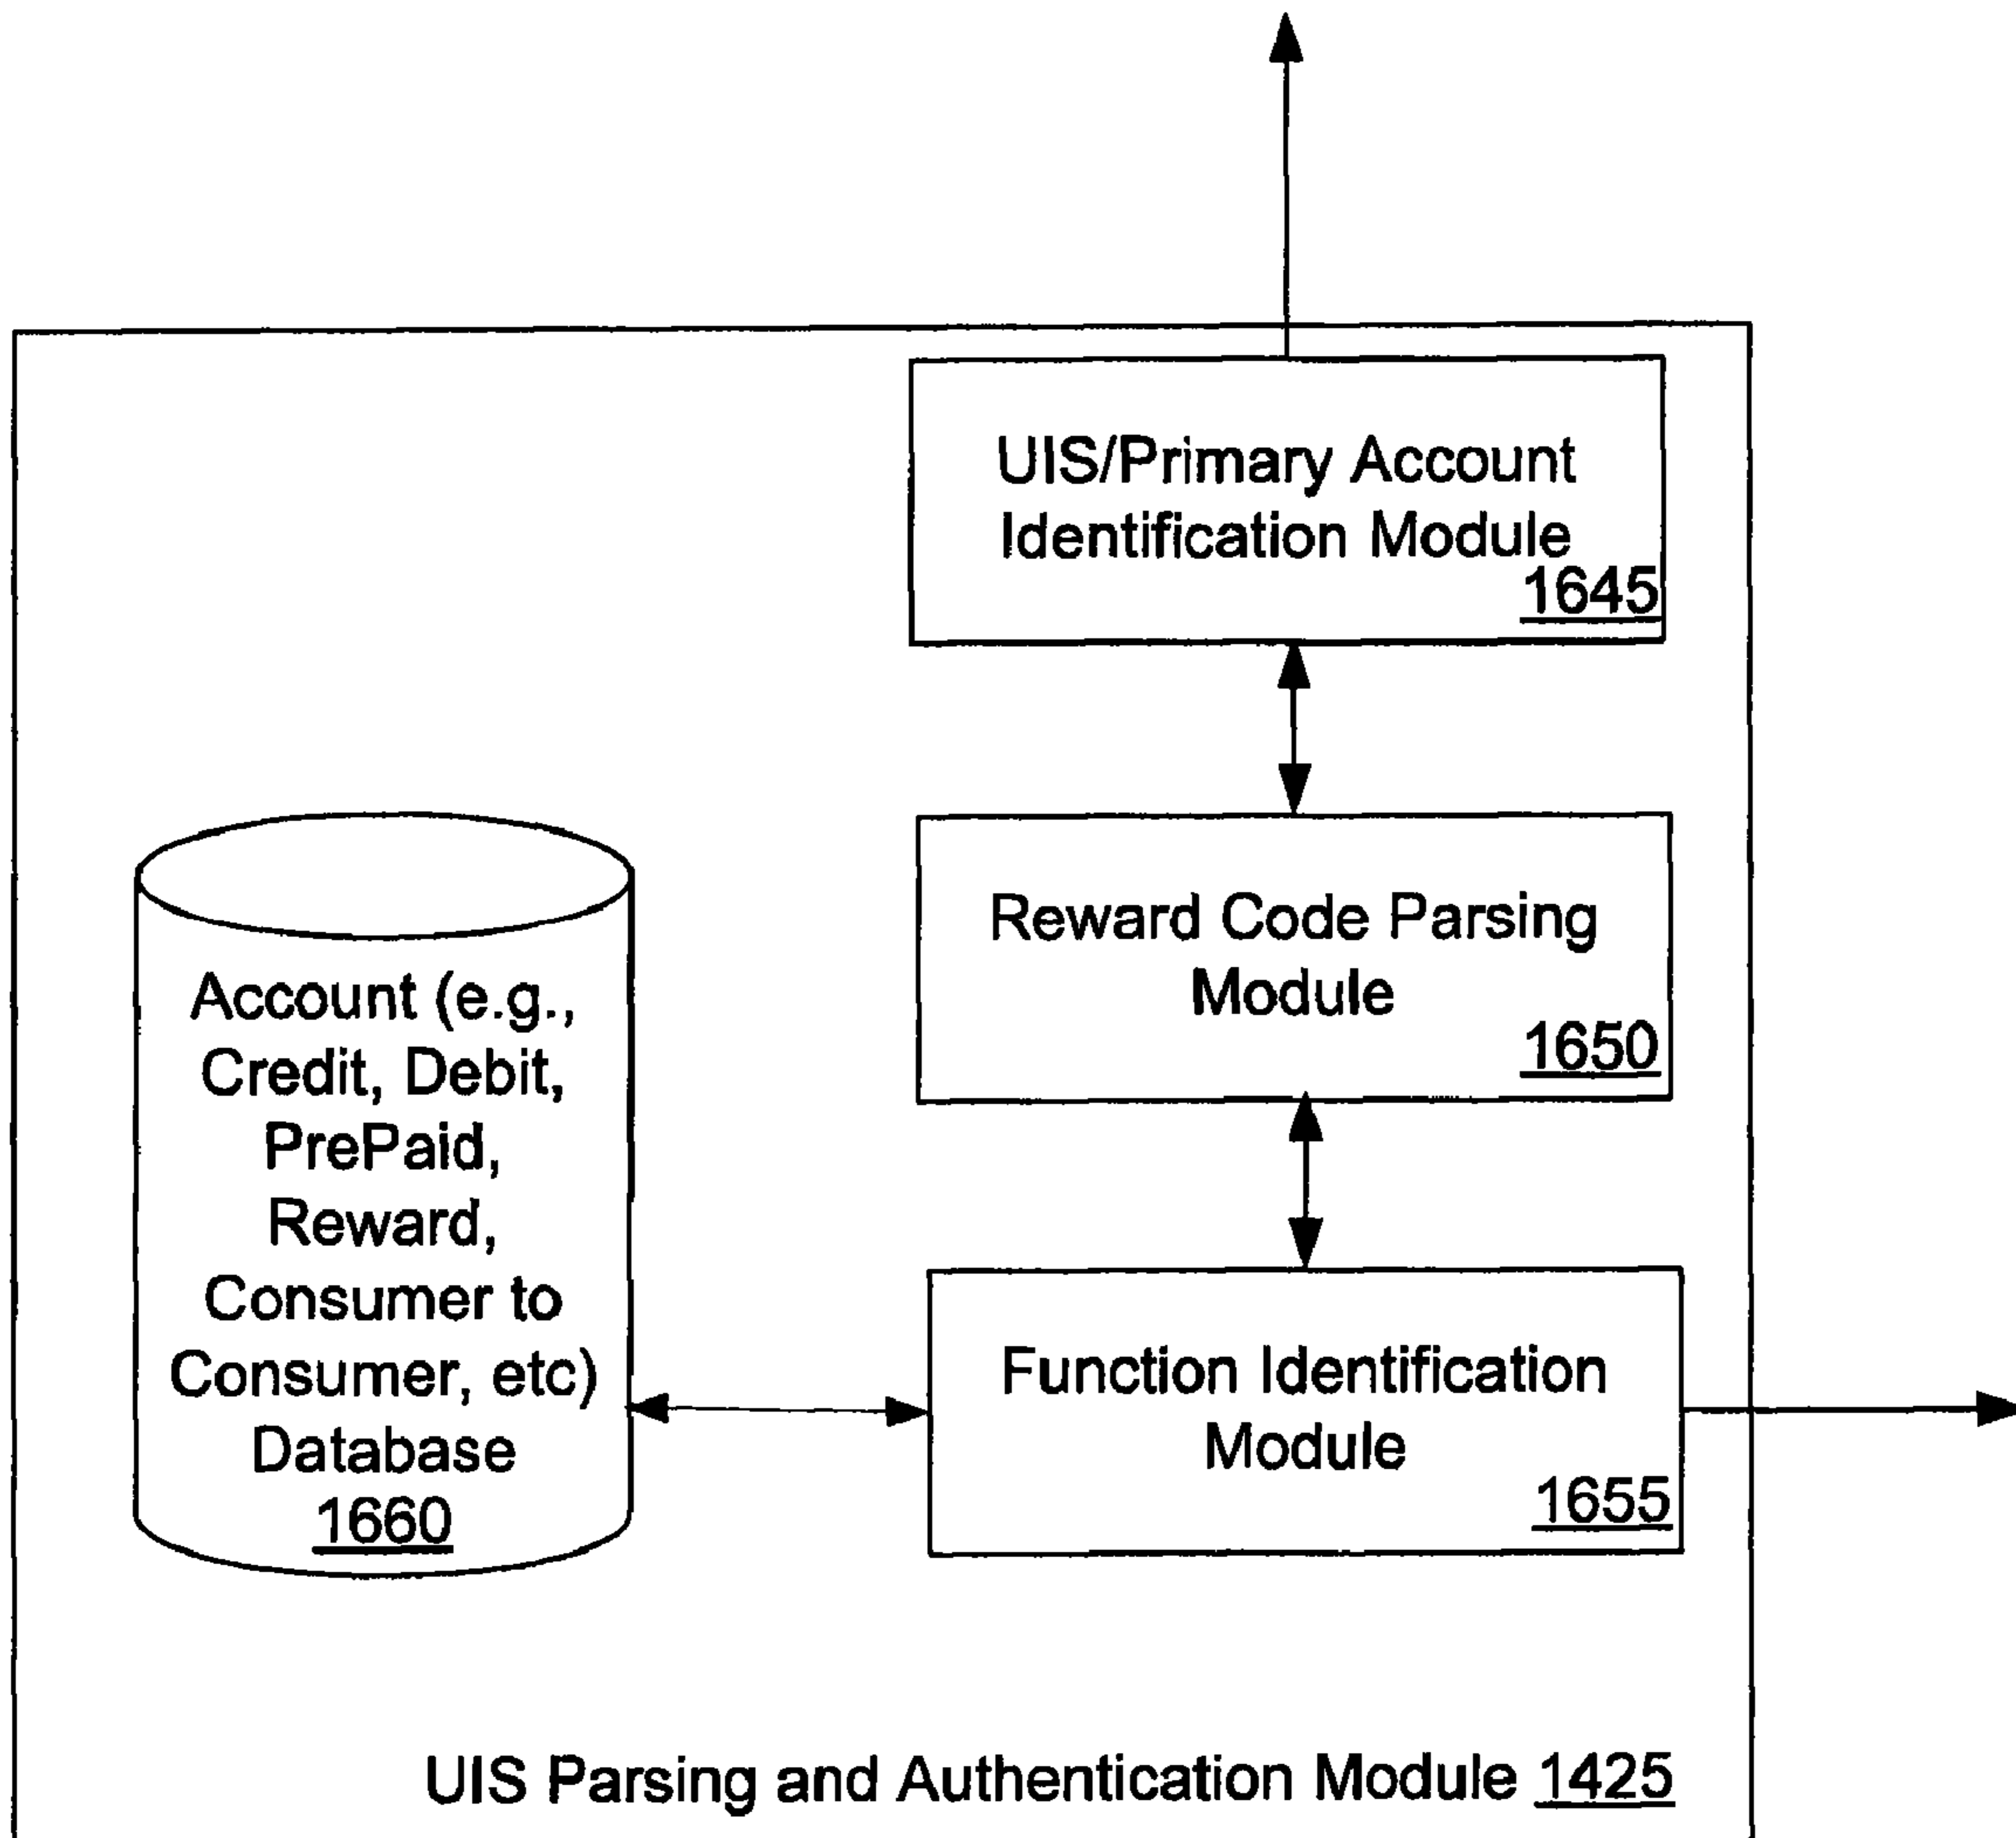 UIS/Primary Account
Identification Module
1645
Reward Code Parsing
Module
1650
Account (e.g.,
Credit, Debit,
PrePaid,
Reward,
Consumer to
Consumer, etc)
Database
1660
Function Identification
Module
1655
UIS Parsing and Authentication Module 1425